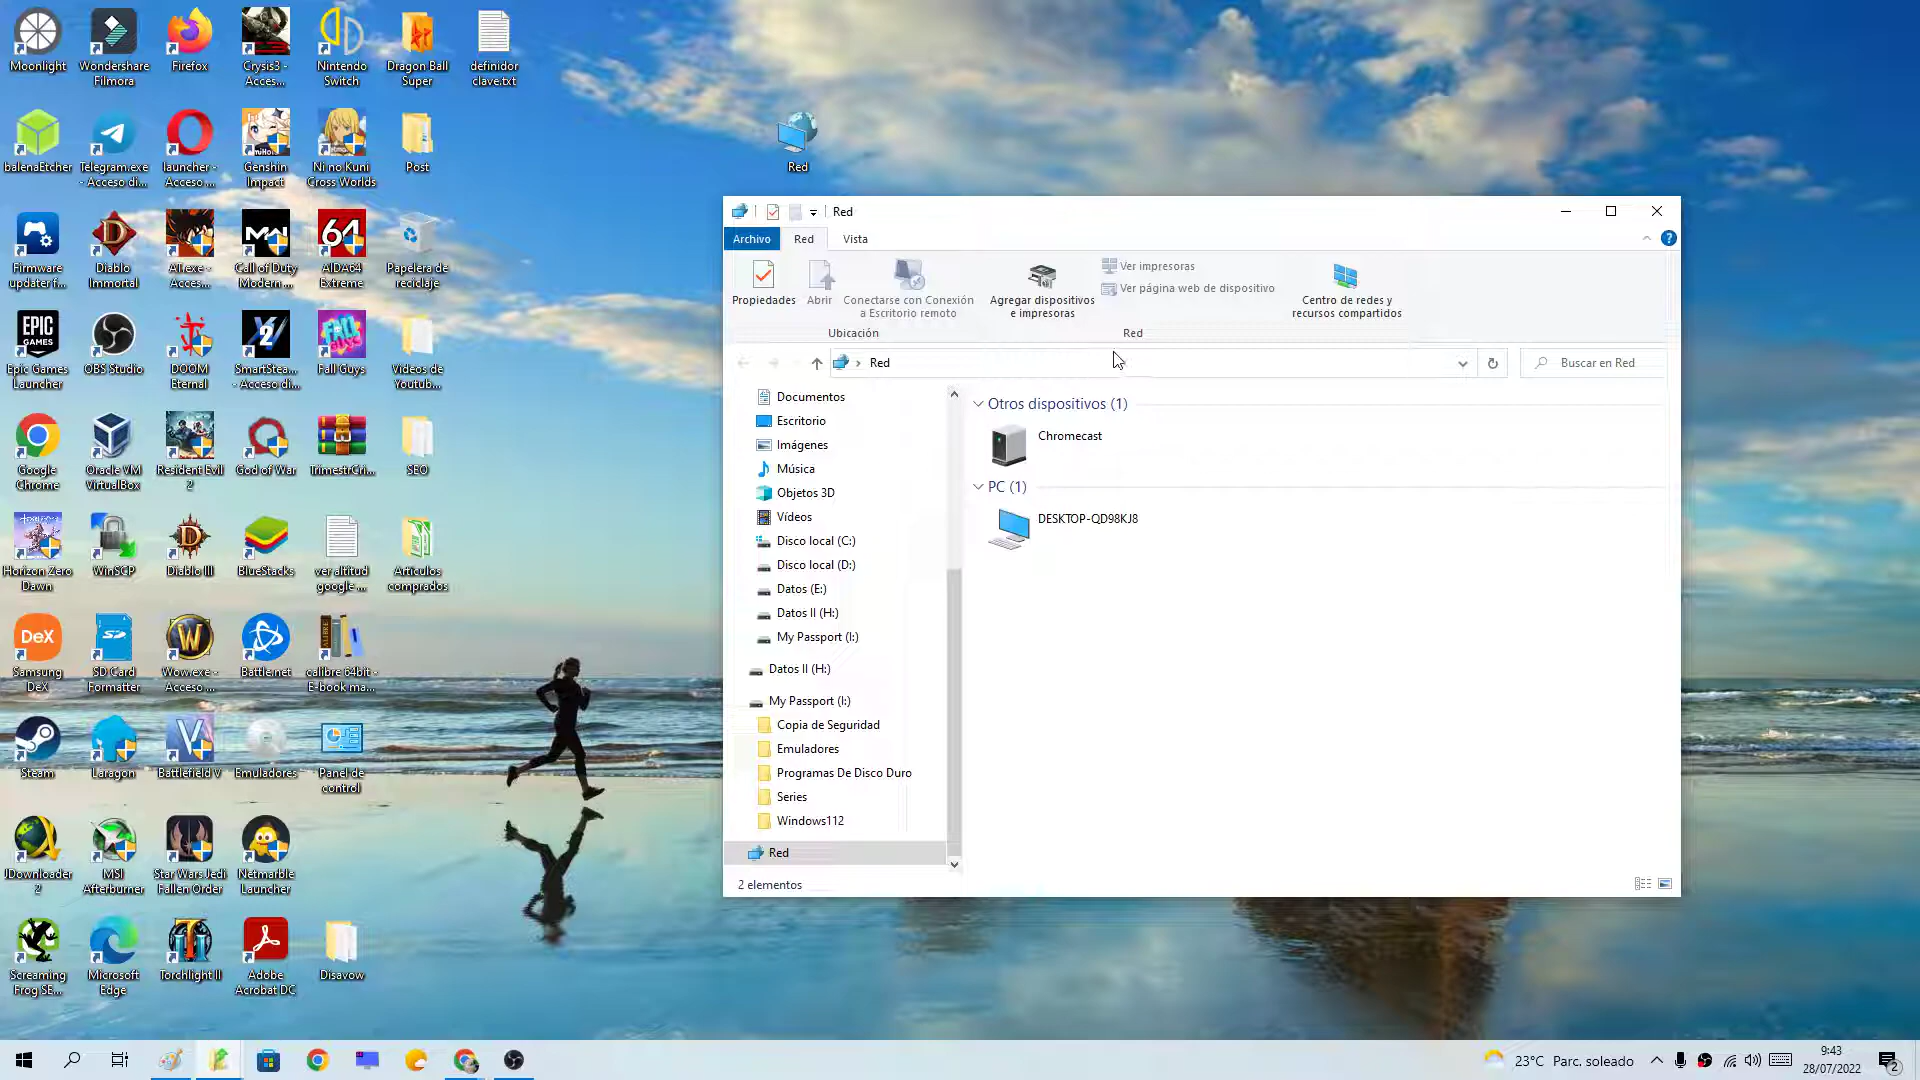 Moonlight
Wondershare
Filmora
Firefox
Crysis3 -
Acces...
Nintendo
Switch
Dragon Ball
Super
definidor
clave.txt
balenaEtcher
Telegram.exe
- Acceso di...
launcher -
Acceso ...
Genshin
Impact
Ni no Kuni
Cross Worlds
Post
Red
Firmware
updater f...
Diablo
Immortal
AT.exe -
Acces...
Call of Duty
Modern ...
64
AIDA64
Extreme
Papelera de
reciclaje
EPIC
GAMES
Epic Games
Launcher
OBS Studio
DOOM
Eternal
SmartStea...
- Acceso di...
Fall Guys
Videos de
Youtub...
Google
Chrome
Oracle VM
VirtualBox
Resident Evil
2
God of War
TrimestrCri...
SEO
Horizon Zero
Dawn
WinSCP
Diablo III
BlueStacks
ver altitud
google ...
Articulos
comprados
DeX
Samsung
DeX
SD Card
Formatter
Wow.exe -
Acceso ...
Battle.net
calibre 64bit -
E-book ma...
Steam
Laragon
Battlefield V
Emuladores
Panel de
control
JDownloader
2
MSI
Afterburner
Star Wars Jedi
Fallen Order
Netmarble
Launcher
Screaming
Frog SE...
Microsoft
Edge
Torchlight II
Adobe
Acrobat DC
Disavow
Red
Archivo
Red
Vista
Propiedades
Abrir
Conectarse con Conexión
a Escritorio remoto
Agregar dispositivos
e impresoras
Ver impresoras
Ver página web de dispositivo
Centro de redes y
recursos compartidos
Ubicación
Red
Red
Buscar en Red
Documentos
Escritorio
Imágenes
Música
Objetos 3D
Vídeos
Disco local (C:)
Disco local (D:)
Datos (E:)
Datos II (H:)
My Passport (I:)
Datos II (H:)
My Passport (I:)
Copia de Seguridad
Emuladores
Programas De Disco Duro
Series
Windows112
Red
Otros dispositivos (1)
Chromecast
PC (1)
DESKTOP-QD98KJ8
2 elementos
23°C Parc. soleado
9:43
28/07/2022
2